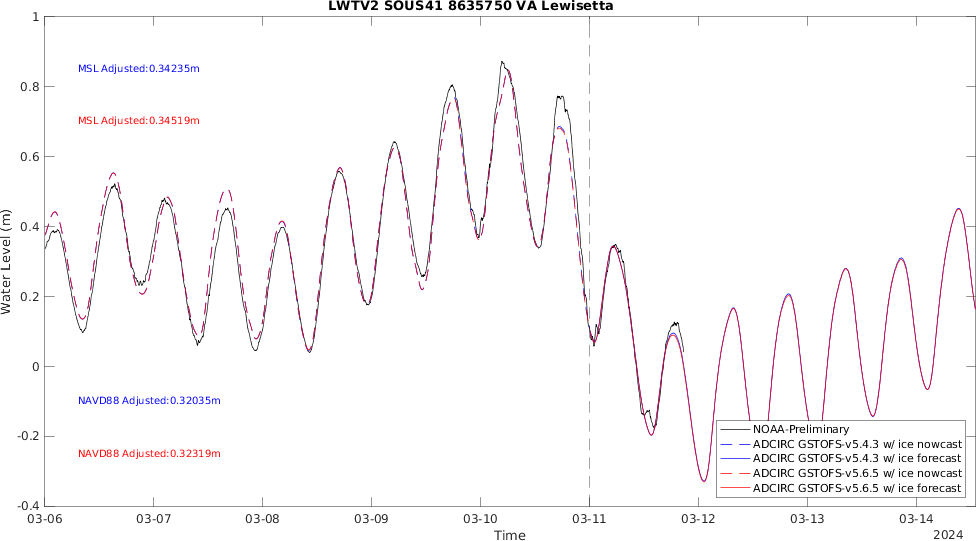 LWTV2 SOUS41 8635750 VA Lewisetta
1
0.8
0.6
0.4
0.2
0
-0.2
-0.4
Water Level (m)
MSL Adjusted:0.34235m
MSL Adjusted:0.34519m
NAVD88 Adjusted:0.32035m
NAVD88 Adjusted:0.32319m
NOAA-Preliminary
ADCIRC GSTOFS-v5.4.3 w/ ice nowcast
ADCIRC GSTOFS-v5.4.3 w/ ice forecast
ADCIRC GSTOFS-v5.6.5 w/ ice nowcast
ADCIRC GSTOFS-v5.6.5 w/ ice forecast
03-06 03-07 03-08 03-09 03-10 03-11 03-12 03-13 03-14
Time
2024